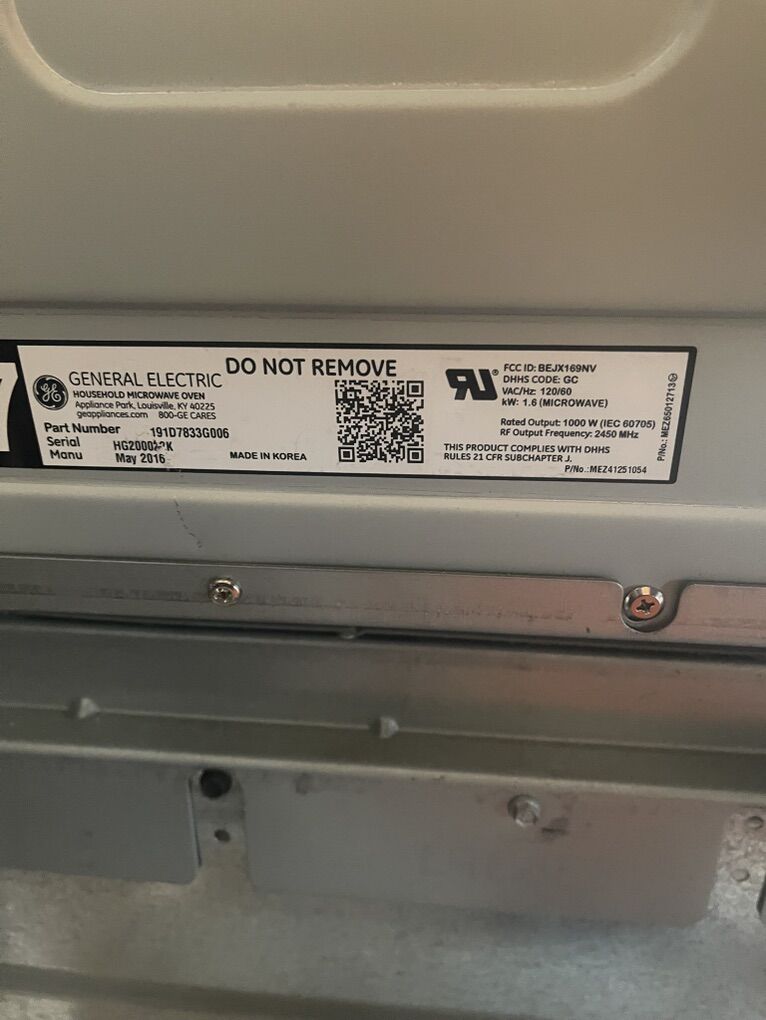 DO NOT REMOVE
GENERAL ELECTRIC
HOUSEHOLD MICROWAVE OVEN
Appliance Park, Louisville, KY 40225
geappliances.com 800-GE CARES
Part Number 191D7833G006
Serial
Manu May 2016
MADE IN KOREA
FCC ID: BEJX169NV
DHHS CODE: GC
VAC/Hz: 120/60
kW: 1.6 (MICROWAVE)
Rated Output: 1000 W (IEC 60705)
RF Output Frequency: 2450 MHz
THIS PRODUCT COMPLIES WITH DHHS
RULES 21 CFR SUBCHAPTER J.
P/No.:MEZ41251054
P/No.: MEZ65012713